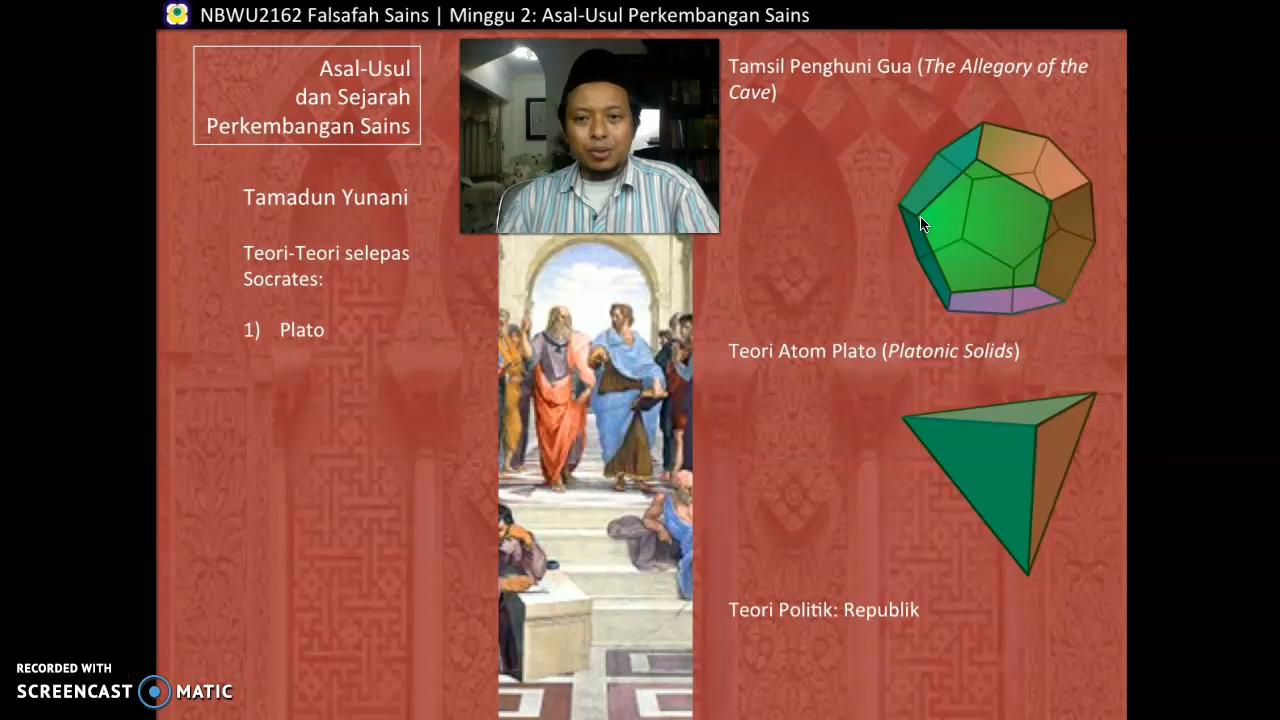 NBWU2162 Falsafah Sains | Minggu 2: Asal-Usul Perkembangan Sains
Asal-Usul
dan Sejarah
Perkembangan Sains
Tamadun Yunani
Teori-Teori selepas
Socrates:
1) Plato
Tamsil Penghuni Gua (The Allegory of the
Cave)
Teori Atom Plato (Platonic Solids)
Teori Politik: Republik
RECORDED WITH
SCREENCAST MATIC